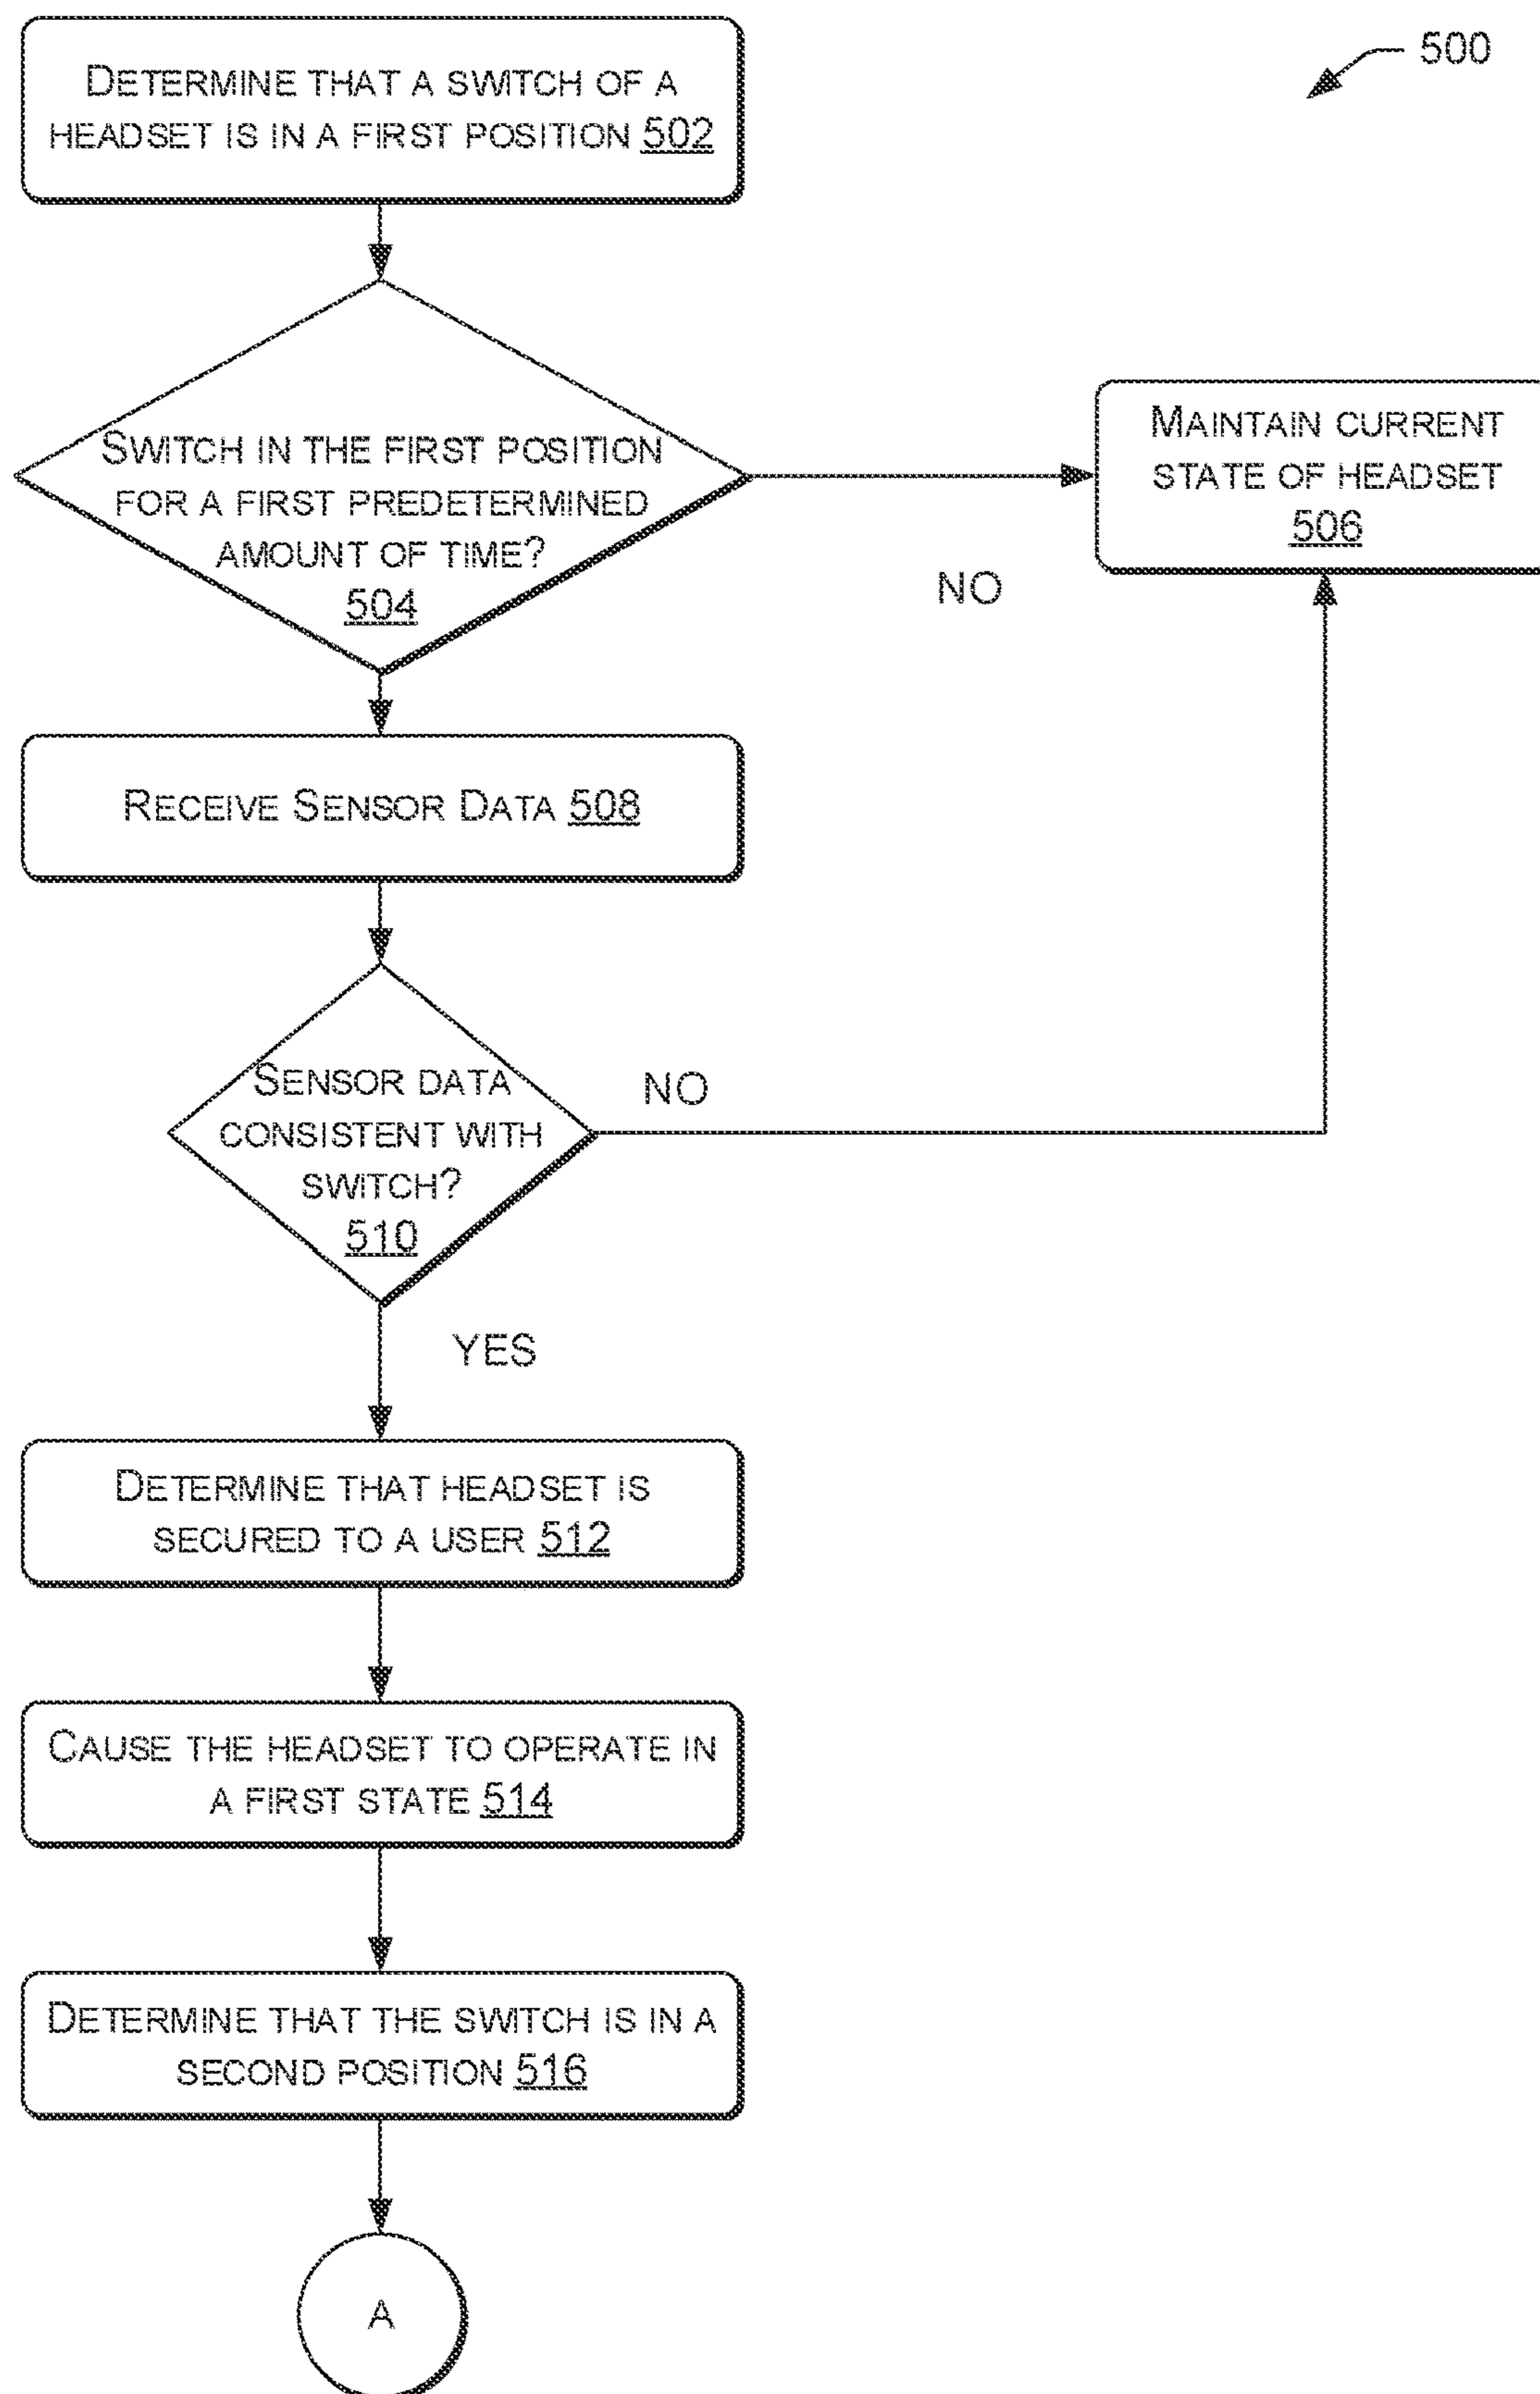 500
DETERMINE THAT A SWITCH OF A
HEADSET IS IN A FIRST POSITION 502
SWITCH IN THE FIRST POSITION
FOR A FIRST PREDETERMINED
AMOUNT OF TIME?
504
NO
MAINTAIN CURRENT
STATE OF HEADSET
506
RECEIVE SENSOR DATA 508
SENSOR DATA
CONSISTENT WITH
SWITCH?
510
NO
YES
DETERMINE THAT HEADSET IS
SECURED TO A USER 512
CAUSE THE HEADSET TO OPERATE IN
A FIRST STATE 514
DETERMINE THAT THE SWITCH IS IN A
SECOND POSITION 516
A